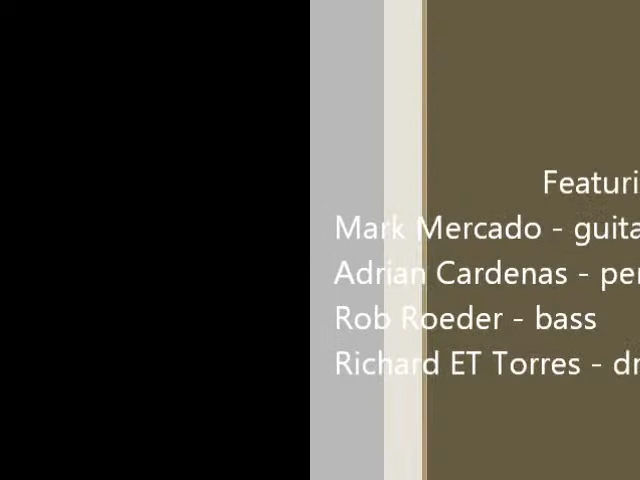 Featuri
Mark Mercado - guita
Adrian Cardenas - per
Rob Roeder - bass
Richard ET Torres - dr